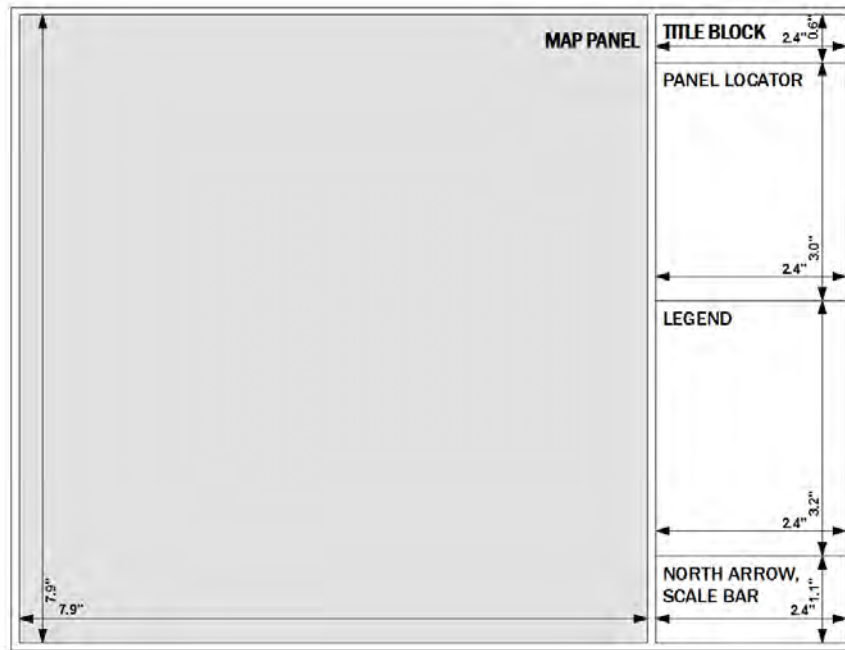 MAP PANEL
7.9"
7.9"
TITLE BLOCK
2.4"
0.6"
PANEL LOCATOR
3.0"
2.4"
LEGEND
3.2"
2.4"
NORTH ARROW,
SCALE BAR
2.4"
1.1"